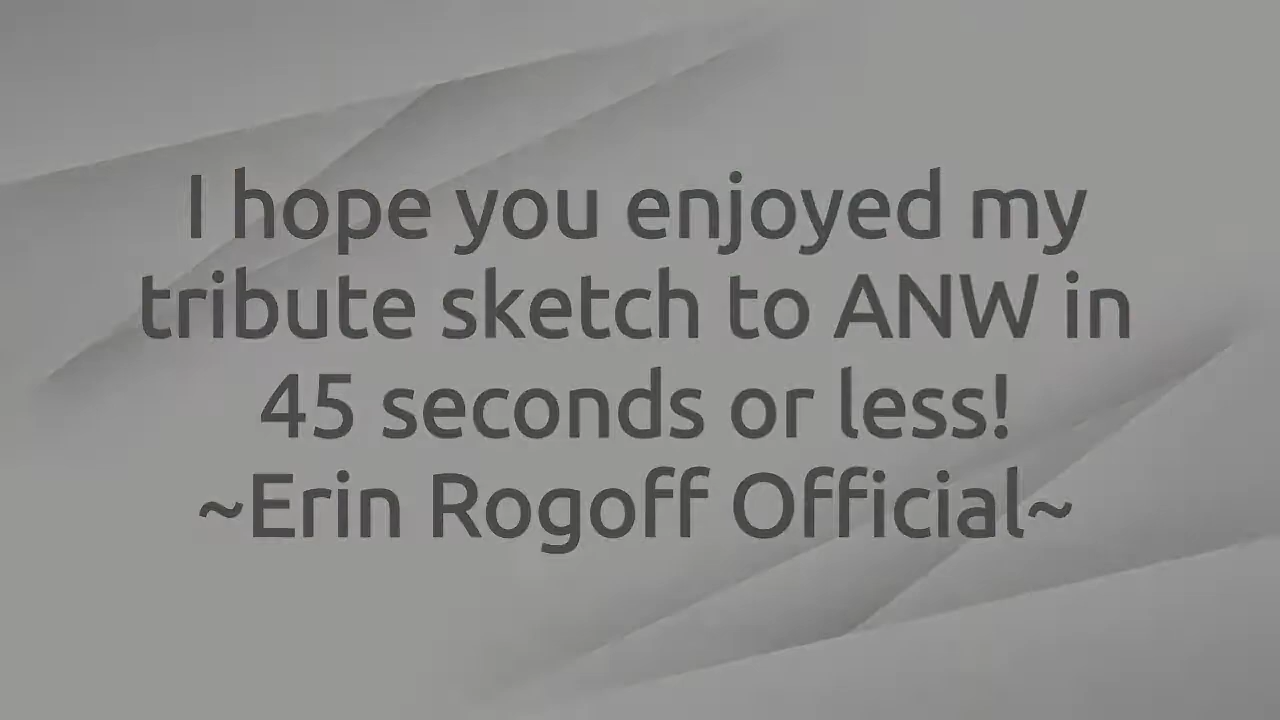 I hope you enjoyed my
tribute sketch to ANW in
45 seconds or less!
~Erin Rogoff Official~